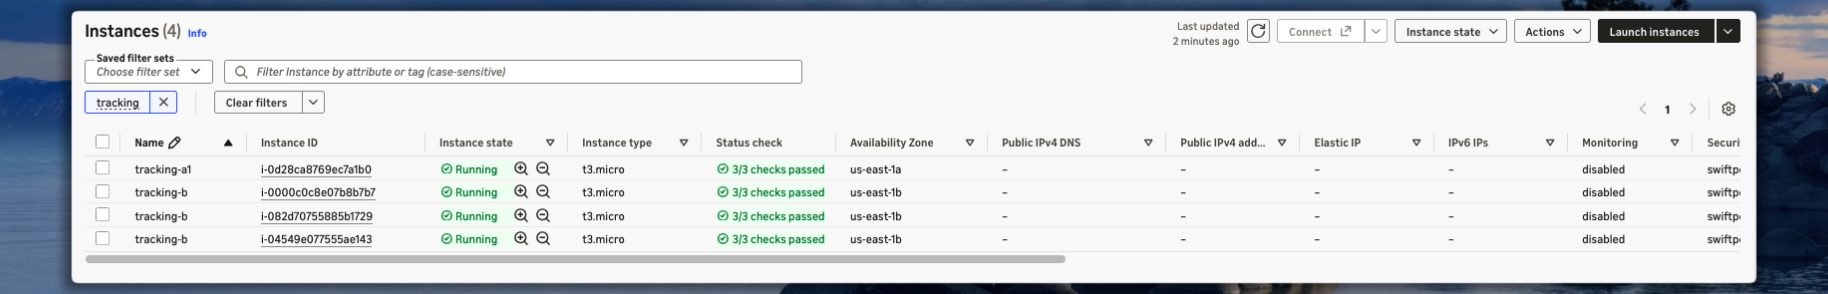 Instances (4) Info
Last updated
2 minutes ago
Connect
Instance state
Actions
Launch instances
Saved filter sets
Choose filter set
Filter Instance by attribute or tag (case-sensitive)
tracking
Clear filters
1
Name Instance ID Instance state Instance type Status check Availability Zone Public IPv4 DNS Public IPv4 add... Elastic IP IPv6 IPs Monitoring Securi
tracking-a1 i-0d28ca8769ec7a1b0 Running t3.micro 3/3 checks passed us-east-1a – – – – disabled swiftp
tracking-b i-0000c0c8e07b8b7b7 Running t3.micro 3/3 checks passed us-east-1b – – – – disabled swiftp
tracking-b i-082d70755885b1729 Running t3.micro 3/3 checks passed us-east-1b – – – – disabled swiftp
tracking-b i-04549e077555ae143 Running t3.micro 3/3 checks passed us-east-1b – – – – disabled swiftp